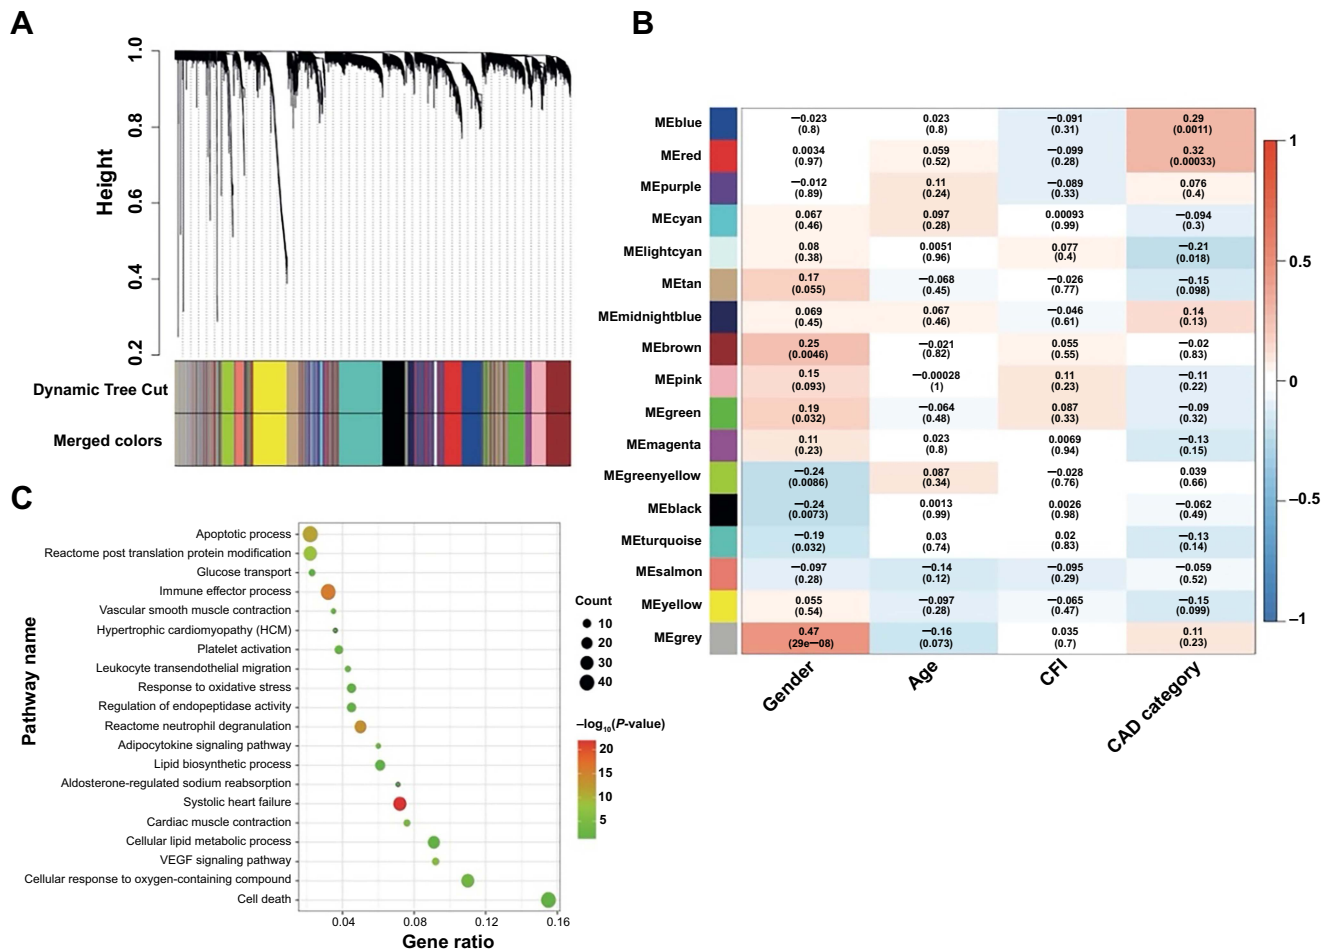 A
1.0
0.8
0.6
0.4
0.2
Height
Dynamic Tree Cut
Merged colors
B
MEblue −0.023 0.023 −0.091 0.29
(0.8) (0.8) (0.31) (0.0011)
MEred 0.0034 0.059 −0.099 0.32
(0.97) (0.52) (0.28) (0.00033)
MEpurple −0.012 0.11 −0.089 0.076
(0.89) (0.24) (0.33) (0.4)
MEcyan 0.067 0.097 0.00093 −0.094
(0.46) (0.28) (0.99) (0.3)
MElightcyan 0.08 0.0051 0.077 −0.21
(0.38) (0.96) (0.4) (0.018)
MEtan 0.17 −0.068 −0.026 −0.15
(0.055) (0.45) (0.77) (0.098)
MEmidnightblue 0.069 0.067 −0.046 0.14
(0.45) (0.46) (0.61) (0.13)
MEbrown 0.25 −0.021 0.055 −0.02
(0.0046) (0.82) (0.55) (0.83)
MEpink 0.15 −0.00028 0.11 −0.11
(0.093) (1) (0.23) (0.22)
MEgreen 0.19 −0.064 0.087 −0.09
(0.032) (0.48) (0.33) (0.32)
MEmagenta 0.11 0.023 0.0069 −0.13
(0.23) (0.8) (0.94) (0.15)
MEgreenyellow −0.24 0.087 −0.028 0.039
(0.0086) (0.34) (0.76) (0.66)
MEblack −0.24 0.0013 0.0026 −0.062
(0.0073) (0.99) (0.98) (0.49)
MEturquoise −0.19 0.03 0.02 −0.13
(0.032) (0.74) (0.83) (0.14)
MEsalmon −0.097 −0.14 −0.095 −0.059
(0.28) (0.12) (0.29) (0.52)
MEyellow 0.055 −0.097 −0.065 −0.15
(0.54) (0.28) (0.47) (0.099)
MEgrey 0.47 −0.16 0.035 0.11
(29e−08) (0.073) (0.7) (0.23)
Gender Age CFI CAD category
1
0.5
0
−0.5
−1
C
Pathway name
Apoptotic process
Reactome post translation protein modification
Glucose transport
Immune effector process
Vascular smooth muscle contraction
Hypertrophic cardiomyopathy (HCM)
Platelet activation
Leukocyte transendothelial migration
Response to oxidative stress
Regulation of endopeptidase activity
Reactome neutrophil degranulation
Adipocytokine signaling pathway
Lipid biosynthetic process
Aldosterone-regulated sodium reabsorption
Systolic heart failure
Cardiac muscle contraction
Cellular lipid metabolic process
VEGF signaling pathway
Cellular response to oxygen-containing compound
Cell death
0.04 0.08 0.12 0.16
Gene ratio
Count
10
20
30
40
−log₁₀(P-value)
20
15
10
5